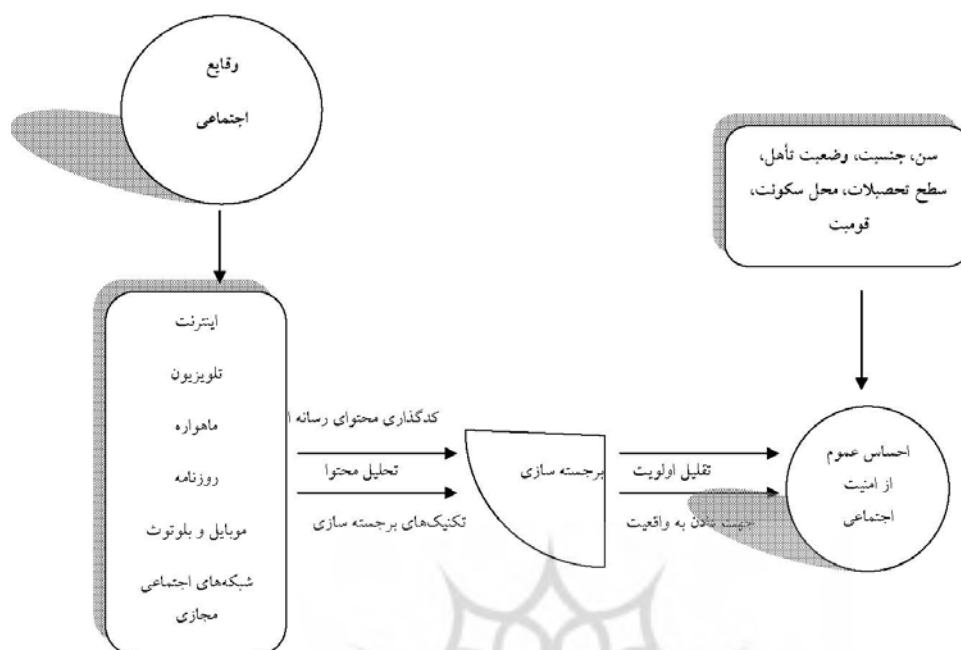 وقایع
اجتماعی
سن، جنسیت، وضعیت تأهل،
سطح تحصیلات، محل سکونت،
قومیت
اینترنت
تلویزیون
ماهواره
روزنامه
موبایل و بلوتوث
شبکه‌های اجتماعی
مجازی
کدگذاری محتوای رسانه ا
تحلیل محتوا
تکنیک‌های برجسته سازی
برجسته سازی
تقلیل اولویت
به واقعیت
احساس عموم
از امنیت
اجتماعی